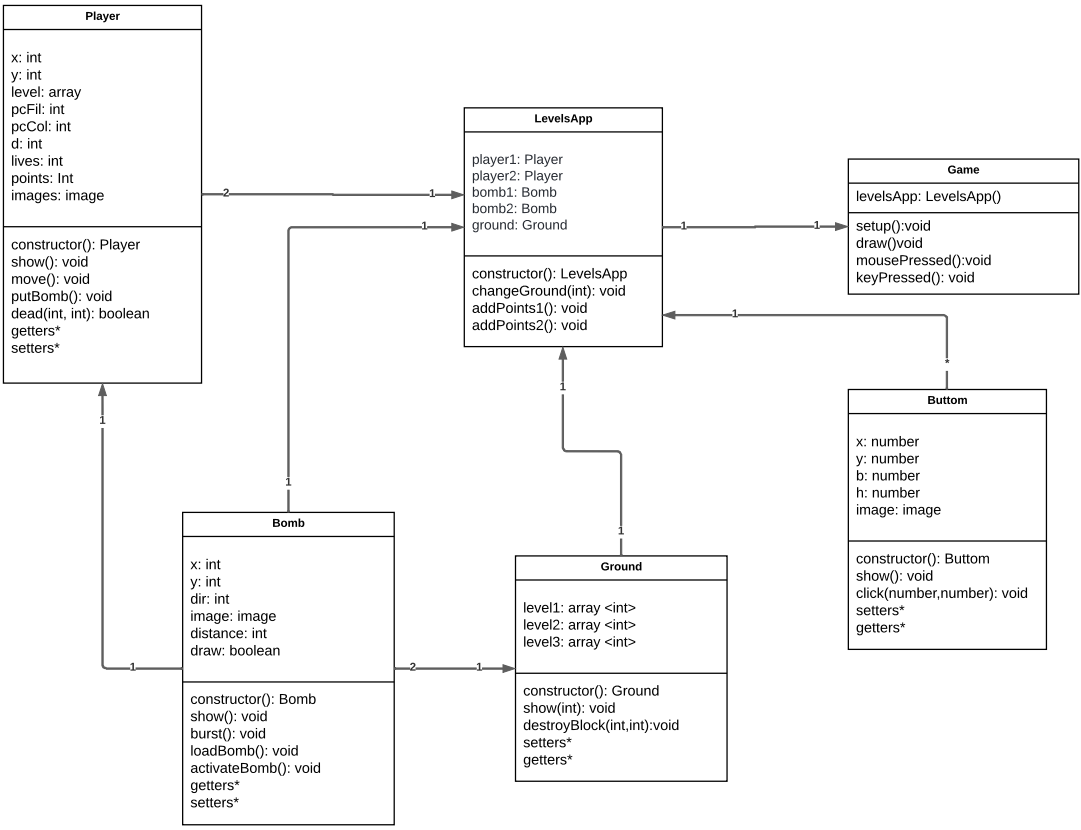 Player
x: int
y: int
level: array
pcFil: int
pcCol: int
d: int
lives: int
points: Int
images: image
constructor(): Player
show(): void
move(): void
putBomb(): void
dead(int, int): boolean
getters*
setters*
2
1
LevelsApp
player1: Player
player2: Player
bomb1: Bomb
bomb2: Bomb
ground: Ground
constructor(): LevelsApp
changeGround(int): void
addPoints1(): void
addPoints2(): void
1
1
1
Game
levelsApp: LevelsApp()
setup():void
draw()void
mousePressed():void
keyPressed(): void
1
*
Buttom
x: number
y: number
b: number
h: number
image: image
constructor(): Buttom
show(): void
click(number,number): void
setters*
getters*
1
1
1
1
Bomb
x: int
y: int
dir: int
image: image
distance: int
draw: boolean
constructor(): Bomb
show(): void
burst(): void
loadBomb(): void
activateBomb(): void
getters*
setters*
1
2
1
Ground
level1: array <int>
level2: array <int>
level3: array <int>
constructor(): Ground
show(int): void
destroyBlock(int,int):void
setters*
getters*